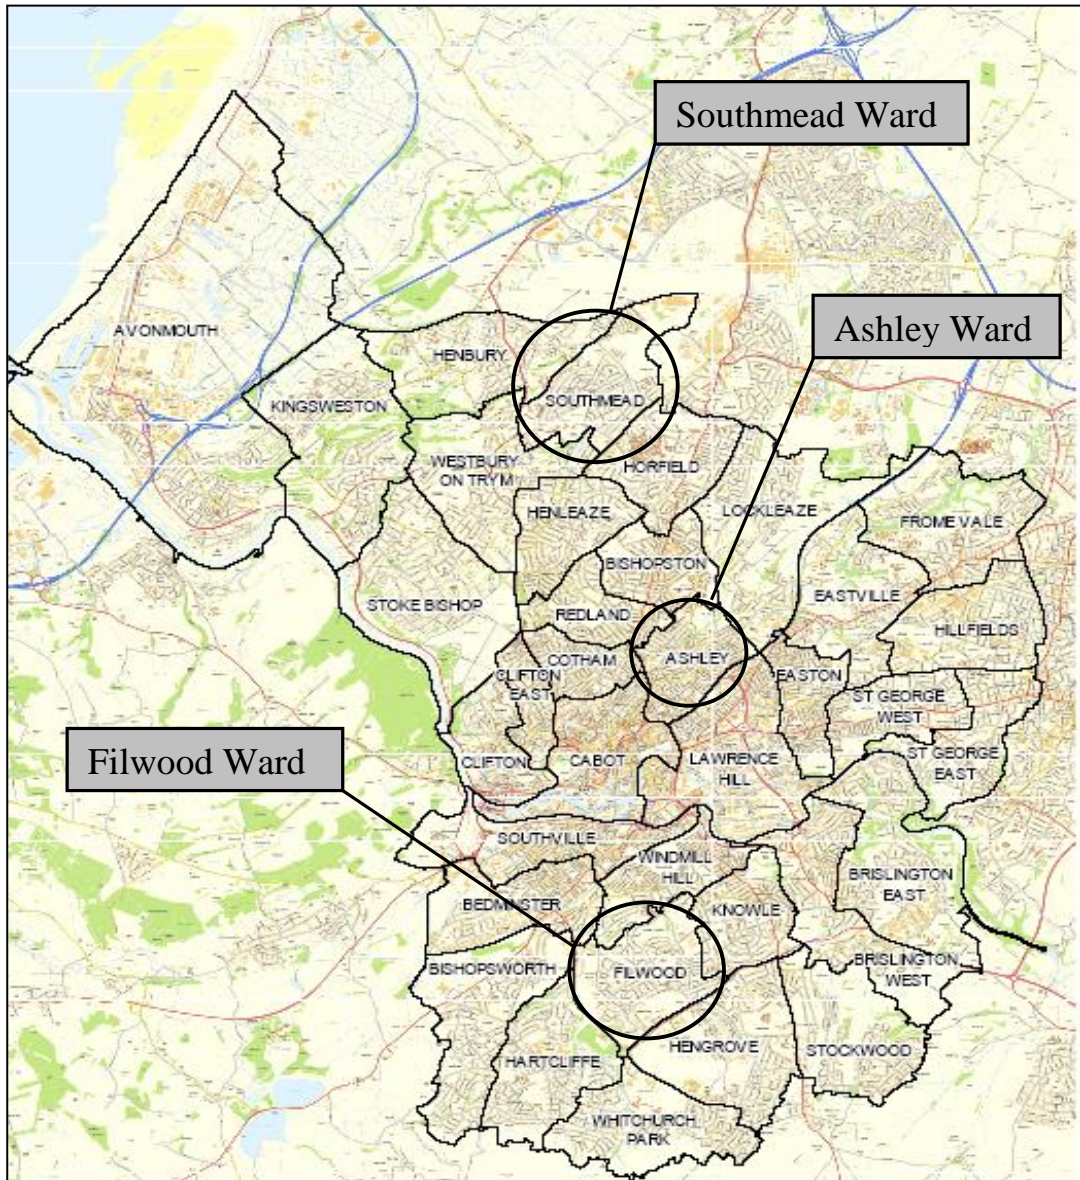 Southmead Ward
Ashley Ward
AVONMOUTH
HENBURY
KINGSWESTON
SOUTHMEAD
WESTBURY
ON TRYM
HORFIELD
HENLEAZE
LOCKLEAZE
FROME VALE
BISHOPSTON
STOKE BISHOP
REDLAND
EASTVILLE
HILLFIELDS
COTHAM
ASHLEY
CLIFTON
EAST
EASTON
ST GEORGE
WEST
Filwood Ward
CLIFTON
CABOT
LAWRENCE
HILL
ST GEORGE
EAST
SOUTHVILLE
WINDMILL
HILL
BRISLINGTON
EAST
BEDMINSTER
KNOWLE
BISHOPSWORTH
FILWOOD
BRISLINGTON
WEST
HARTCLIFFE
HENGROVE
STOCKWOOD
WHITCHURCH
PARK